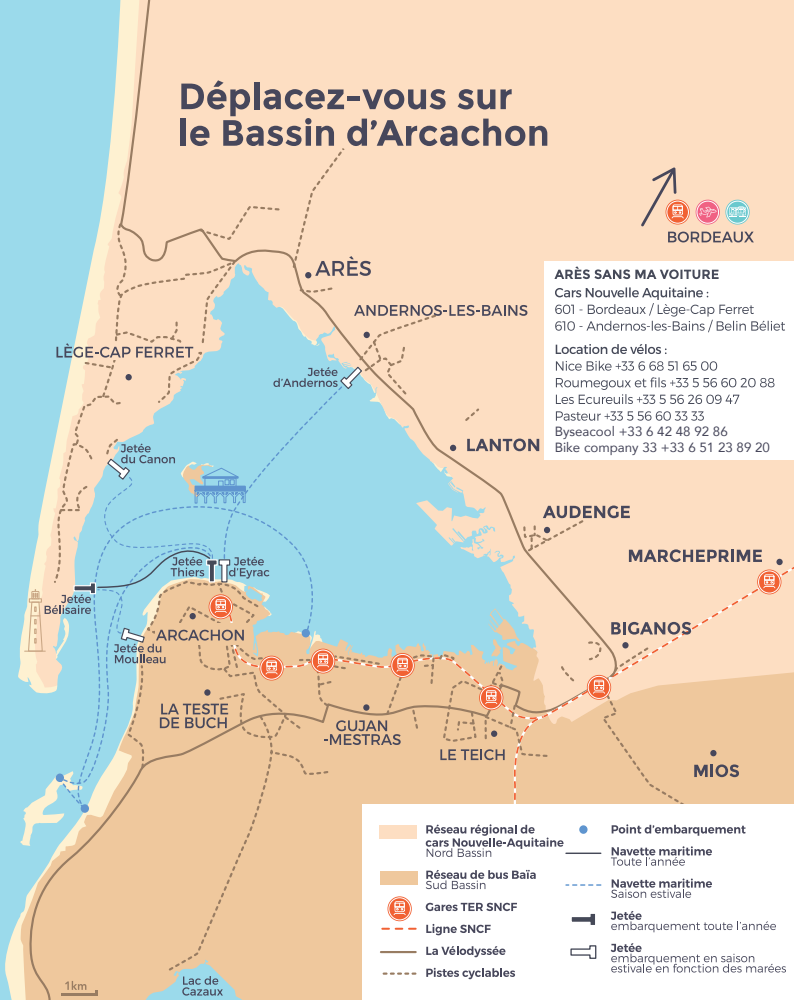 Déplacez-vous sur
le Bassin d'Arcachon
BORDEAUX
ARÈS SANS MA VOITURE
Cars Nouvelle Aquitaine :
601 - Bordeaux / Lège-Cap Ferret
610 - Andernos-les-Bains / Belin Béliet
Location de vélos :
Nice Bike +33 6 68 51 65 00
Roumegoux et fils +33 5 56 60 20 88
Les Ecureuils +33 5 56 26 09 47
Pasteur +33 5 56 60 33 33
Byseacool +33 6 42 48 92 86
Bike company 33 +33 6 51 23 89 20
ARÈS
ANDERNOS-LES-BAINS
LÈGE-CAP FERRET
Jetée
d'Andernos
LANTON
Jetée
du Canon
AUDENGE
MARCHEPRIME
Jetée
Thiers
Jetée
d'Eyrac
Jetée
Bélisaire
ARCACHON
BIGANOS
Jetée du
Moulleau
LA TESTE
DE BUCH
GUJAN
-MESTRAS
LE TEICH
MIOS
Réseau régional de
cars Nouvelle-Aquitaine
Nord Bassin
Réseau de bus Baïa
Sud Bassin
Gares TER SNCF
Ligne SNCF
La Vélodyssée
Pistes cyclables
Point d'embarquement
Navette maritime
Toute l'année
Navette maritime
Saison estivale
Jetée
embarquement toute l'année
Jetée
embarquement en saison
estivale en fonction des marées
1km
Lac de
Cazaux